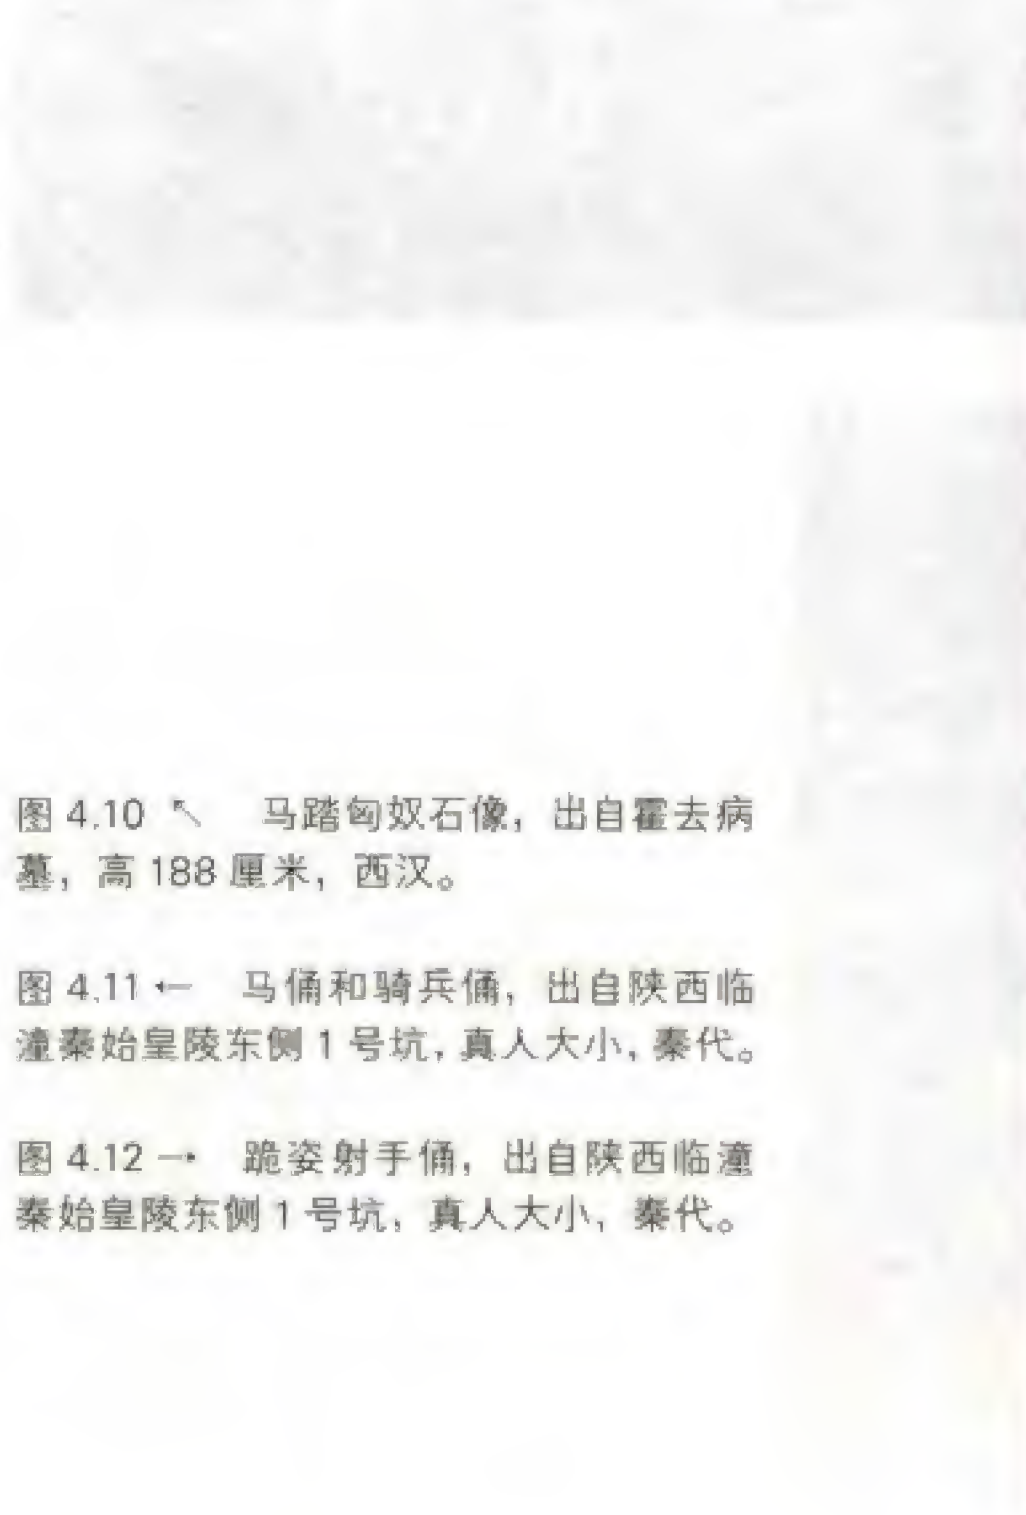 图 4.10 ↖ 马踏匈奴石像，出自霍去病
墓，高 188 厘米，西汉。
图 4.11 ← 马俑和骑兵俑，出自陕西临
潼秦始皇陵东侧 1 号坑，真人大小，秦代。
图 4.12 → 跪姿射手俑，出自陕西临潼
秦始皇陵东侧 1 号坑，真人大小，秦代。